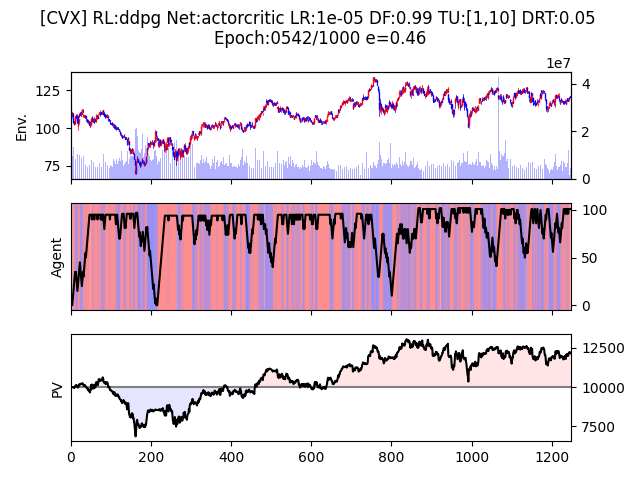 [CVX] RL:ddpg Net:actorcritic LR:1e-05 DF:0.99 TU:[1,10] DRT:0.05
Epoch:0542/1000 e=0.46
1e7
125
100
75
Env.
4
2
0
Agent
100
50
0
PV
12500
10000
7500
0 200 400 600 800 1000 1200